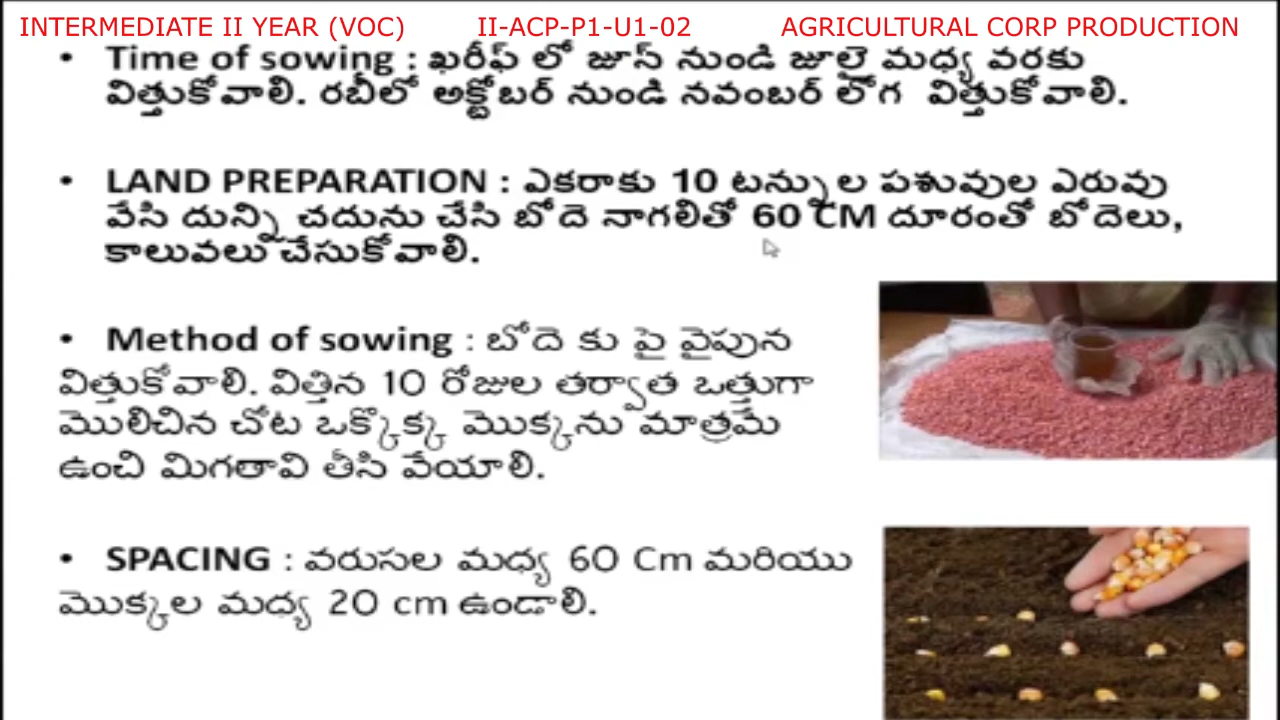 INTERMEDIATE II YEAR (VOC) II-ACP-P1-U1-02 AGRICULTURAL CORP PRODUCTION
• Time of sowing : ఖరీఫ్ లో జూన్ నుండి జూలై మధ్య వరకు
విత్తుకోవాలి. రబీలో అక్టోబర్ నుండి నవంబర్ లోగ విత్తుకోవాలి.
• LAND PREPARATION : ఎకరాకు 10 టన్నుల పశువుల ఎరువు
వేసి దున్ని చదును చేసి బోదె నాగలితో 60 CM దూరంతో బోదెలు,
కాలువలు చేసుకోవాలి.
• Method of sowing : బోదె కు పై వైపున
విత్తుకోవాలి. విత్తిన 10 రోజుల తర్వాత ఒత్తుగా
మొలిచిన చోట ఒక్కొక్క మొక్కను మాత్రమే
ఉంచి మిగతావి తీసి వేయాలి.
• SPACING : వరుసల మధ్య 60 Cm మరియు
మొక్కల మధ్య 20 cm ఉండాలి.